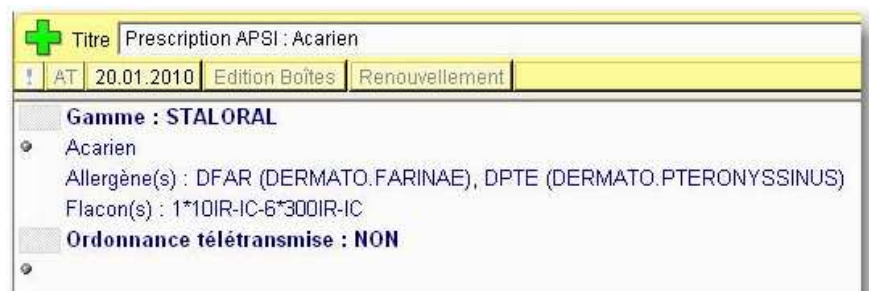 Titre Prescription APSI : Acarien
! AT 20.01.2010 Edition Boîtes Renouvellement
Gamme : STALORAL
Acarien
Allergène(s) : DFAR (DERMATO.FARINAE), DPTE (DERMATO.PTERONYSSINUS)
Flacon(s) : 1*10IR-IC-6*300IR-IC
Ordonnance télétransmise : NON